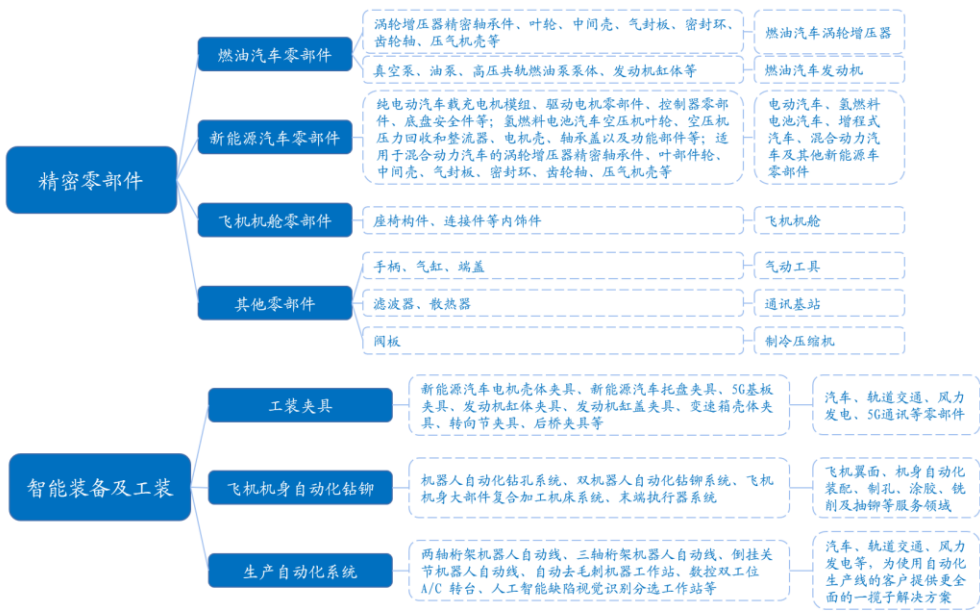 精密零部件
燃油汽车零部件
涡轮增压器精密轴承件、叶轮、中间壳、气封板、密封环、
齿轮轴、压气机壳等
燃油汽车涡轮增压器
真空泵、油泵、高压共轨燃油泵泵体、发动机缸体等
燃油汽车发动机
新能源汽车零部件
纯电动汽车载充电机模组、驱动电机零部件、控制器零部
件、底盘安全件等；氢燃料电池汽车空压机叶轮、空压机
压力回收和整流器、电机壳、轴承盖以及功能部件等；适
用于混合动力汽车的涡轮增压器精密轴承件、叶部件轮、
中间壳、气封板、密封环、齿轮轴、压气机壳等
电动汽车、氢燃料
电池汽车、增程式
汽车、混合动力汽
车及其他新能源车
零部件
飞机机舱零部件
座椅构件、连接件等内饰件
飞机机舱
其他零部件
手柄、气缸、端盖
气动工具
滤波器、散热器
通讯基站
阀板
制冷压缩机
智能装备及工装
工装夹具
新能源汽车电机壳体夹具、新能源汽车托盘夹具、5G基板
夹具、发动机缸体夹具、发动机缸盖夹具、变速箱壳体夹
具、转向节夹具、后桥夹具等
汽车、轨道交通、风力
发电、5G通讯等零部件
飞机机身自动化钻铆
机器人自动化钻孔系统、双机器人自动化钻铆系统、飞机
机身大部件复合加工机床系统、末端执行器系统
飞机翼面、机身自动化
装配、制孔、涂胶、铣
削及抽铆等服务领域
生产自动化系统
两轴桁架机器人自动线、三轴桁架机器人自动线、倒挂关
节机器人自动线、自动去毛刺机器工作站、数控双工位
A/C 转台、人工智能缺陷视觉识别分选工作站等
汽车、轨道交通、风力
发电等，为使用自动化
生产线的客户提供更全
面的一揽子解决方案